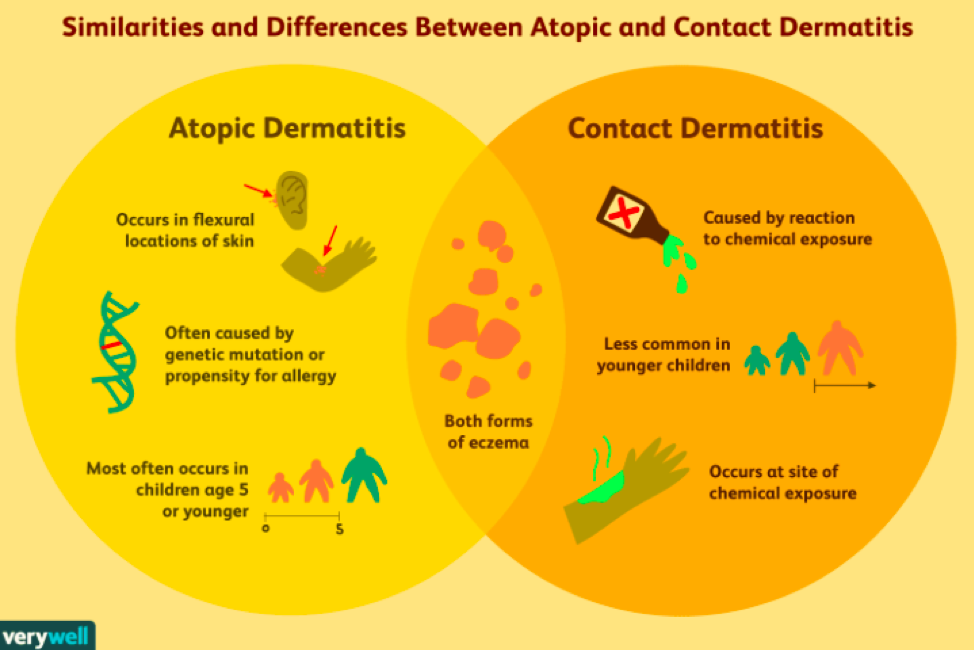 Similarities and Differences Between Atopic and Contact Dermatitis
Atopic Dermatitis
Occurs in flexural
locations of skin
Often caused by
genetic mutation or
propensity for allergy
Most often occurs in
children age 5
or younger
0 5
Both forms
of eczema
Contact Dermatitis
Caused by reaction
to chemical exposure
Less common in
younger children
Occurs at site of
chemical exposure
verywell